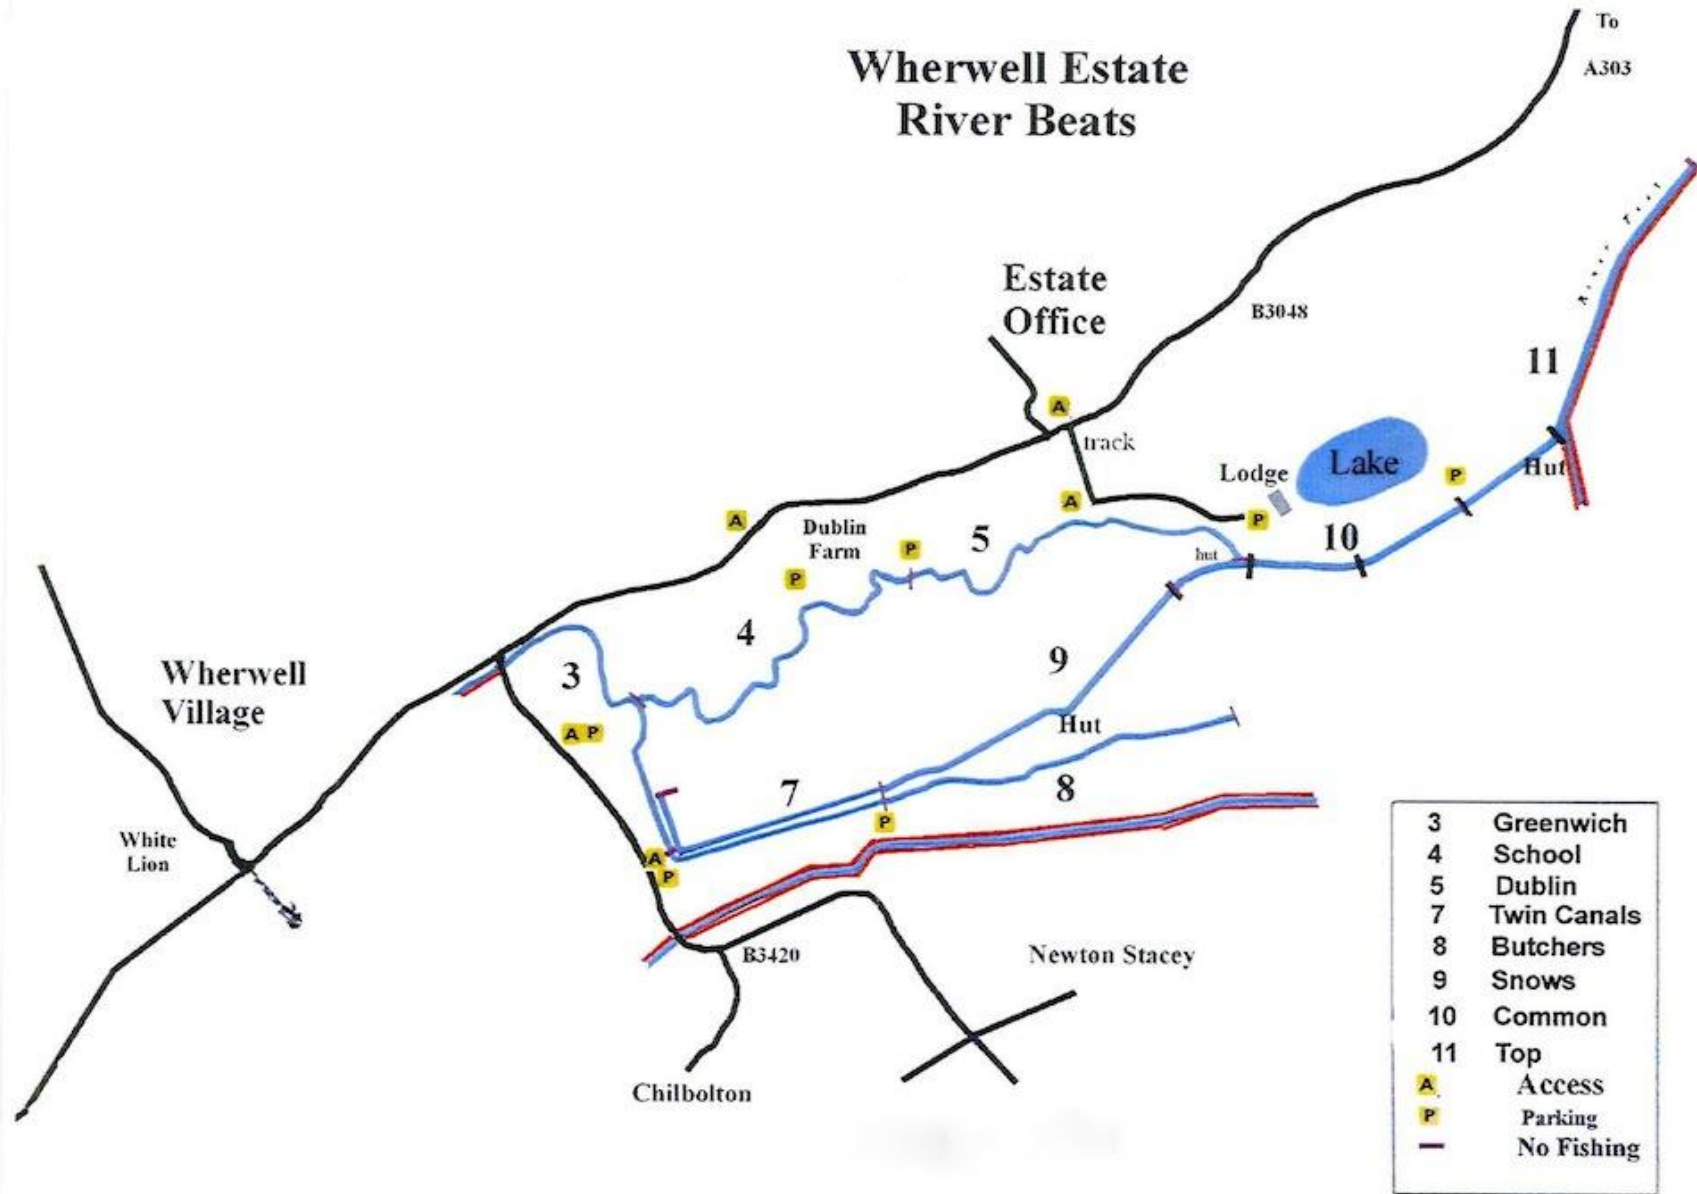 Wherwell Estate
River Beats
To
A303
Estate
Office
B3048
11
A
track
Lodge
Lake
P
Hut
A
P
10
A
Dublin
Farm
P
5
hut
P
4
9
3
Wherwell
Village
A P
Hut
7
8
P
White
Lion
A
P
B3420
Newton Stacey
Chilbolton
3 Greenwich
4 School
5 Dublin
7 Twin Canals
8 Butchers
9 Snows
10 Common
11 Top
A Access
P Parking
No Fishing